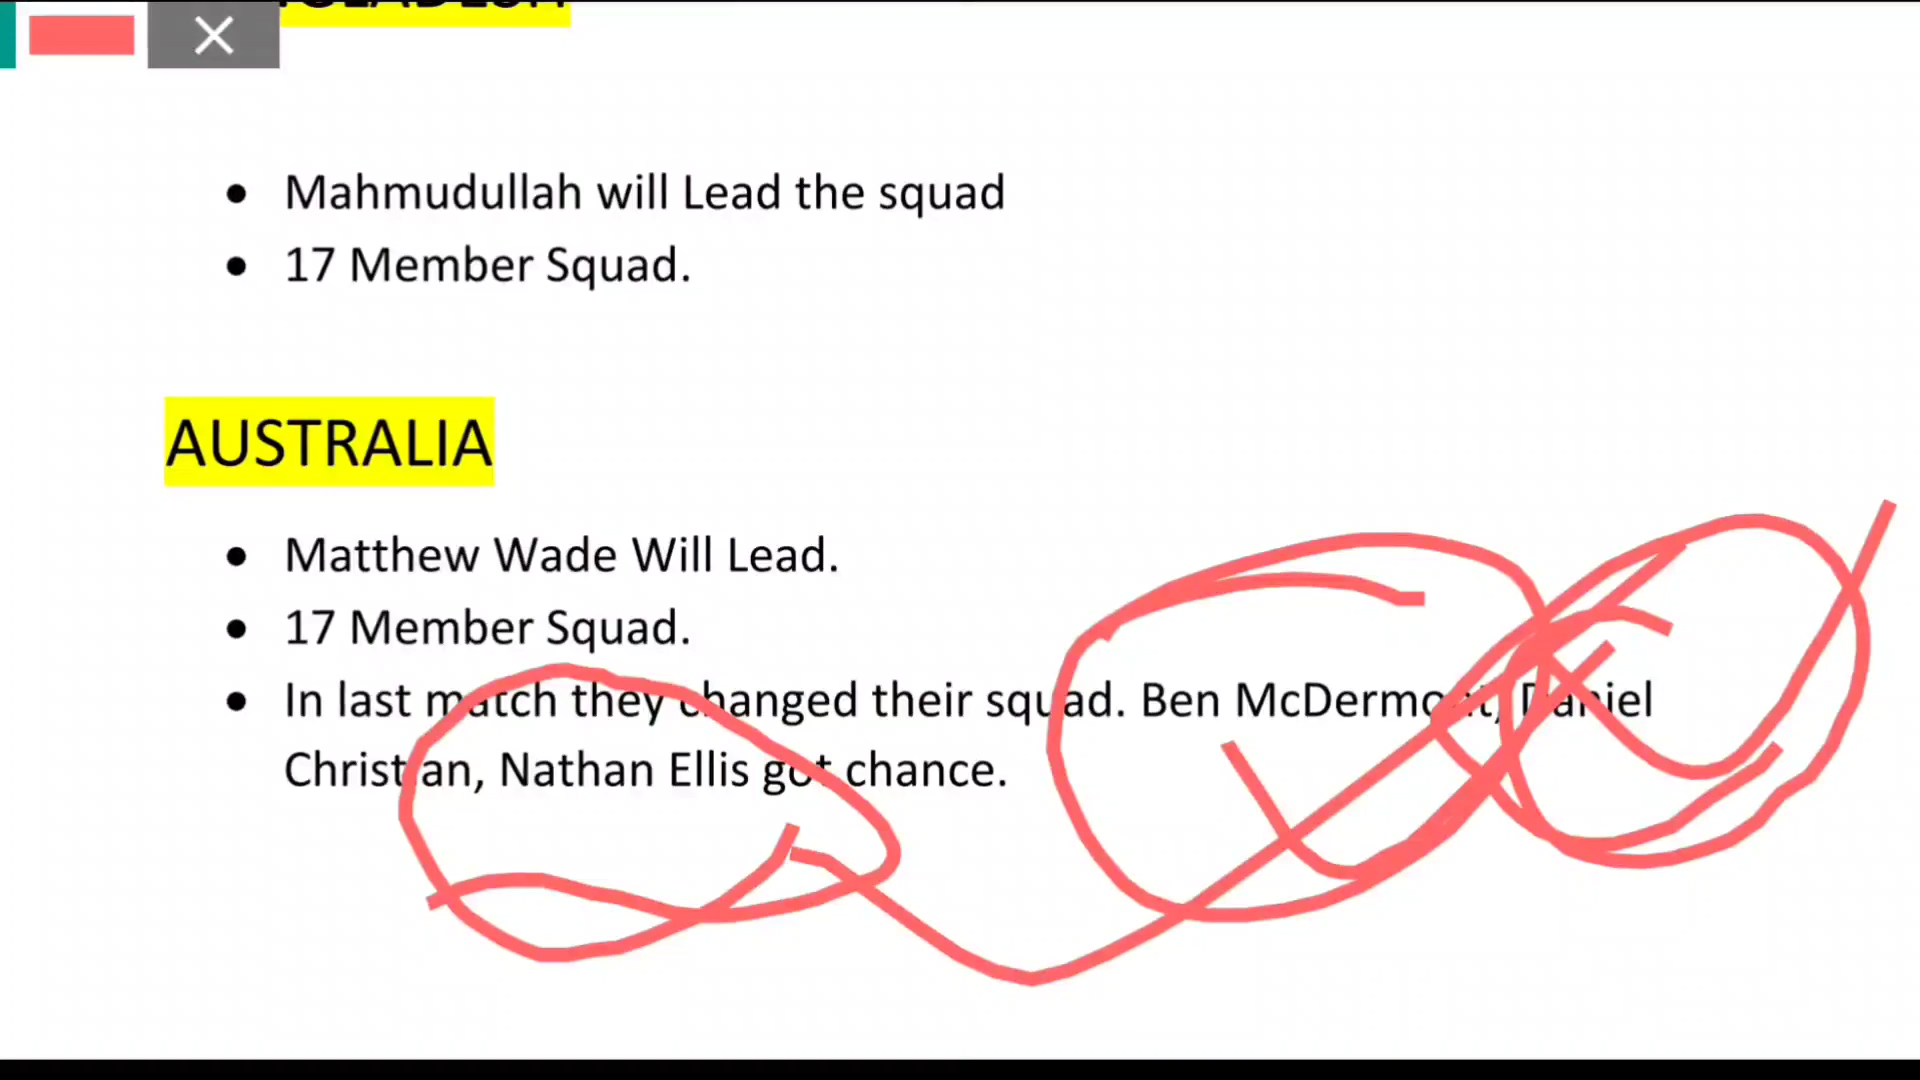 Mahmudullah will Lead the squad
17 Member Squad.
AUSTRALIA
Matthew Wade Will Lead.
17 Member Squad.
In last match they changed their squad. Ben McDermott, Daniel
Christian, Nathan Ellis got chance.